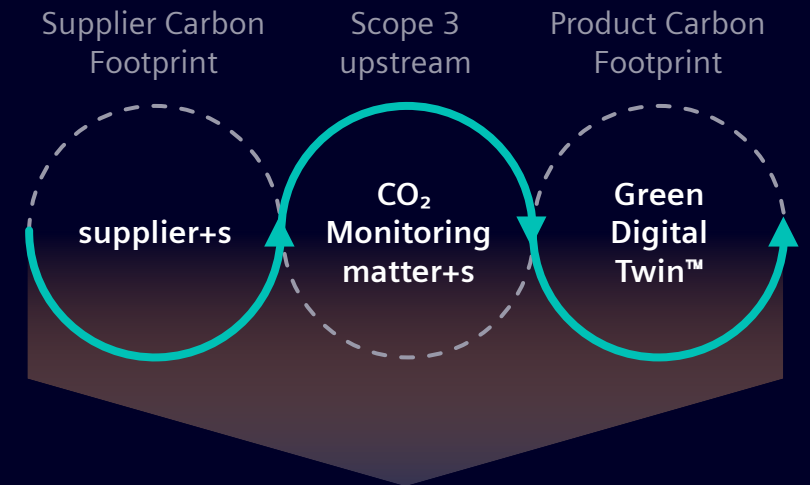 Supplier Carbon
Footprint
Scope 3
upstream
Product Carbon
Footprint
supplier+s
CO₂
Monitoring
matter+s
Green
Digital
Twin™